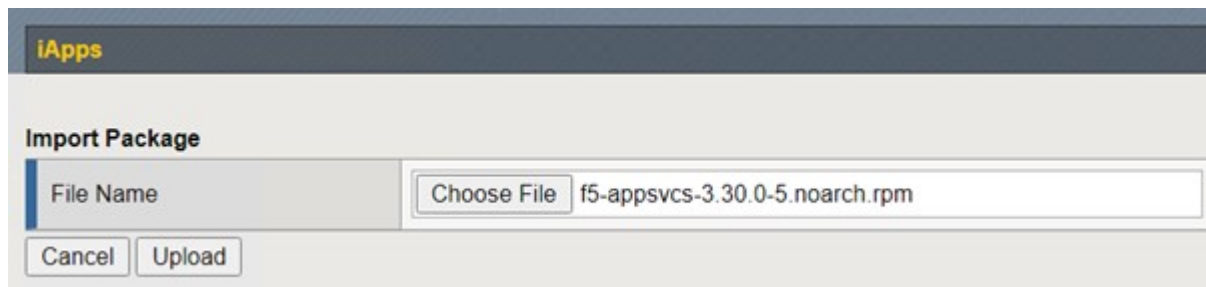 iApps
Import Package
File Name Choose File f5-appsvcs-3.30.0-5.noarch.rpm
Cancel Upload